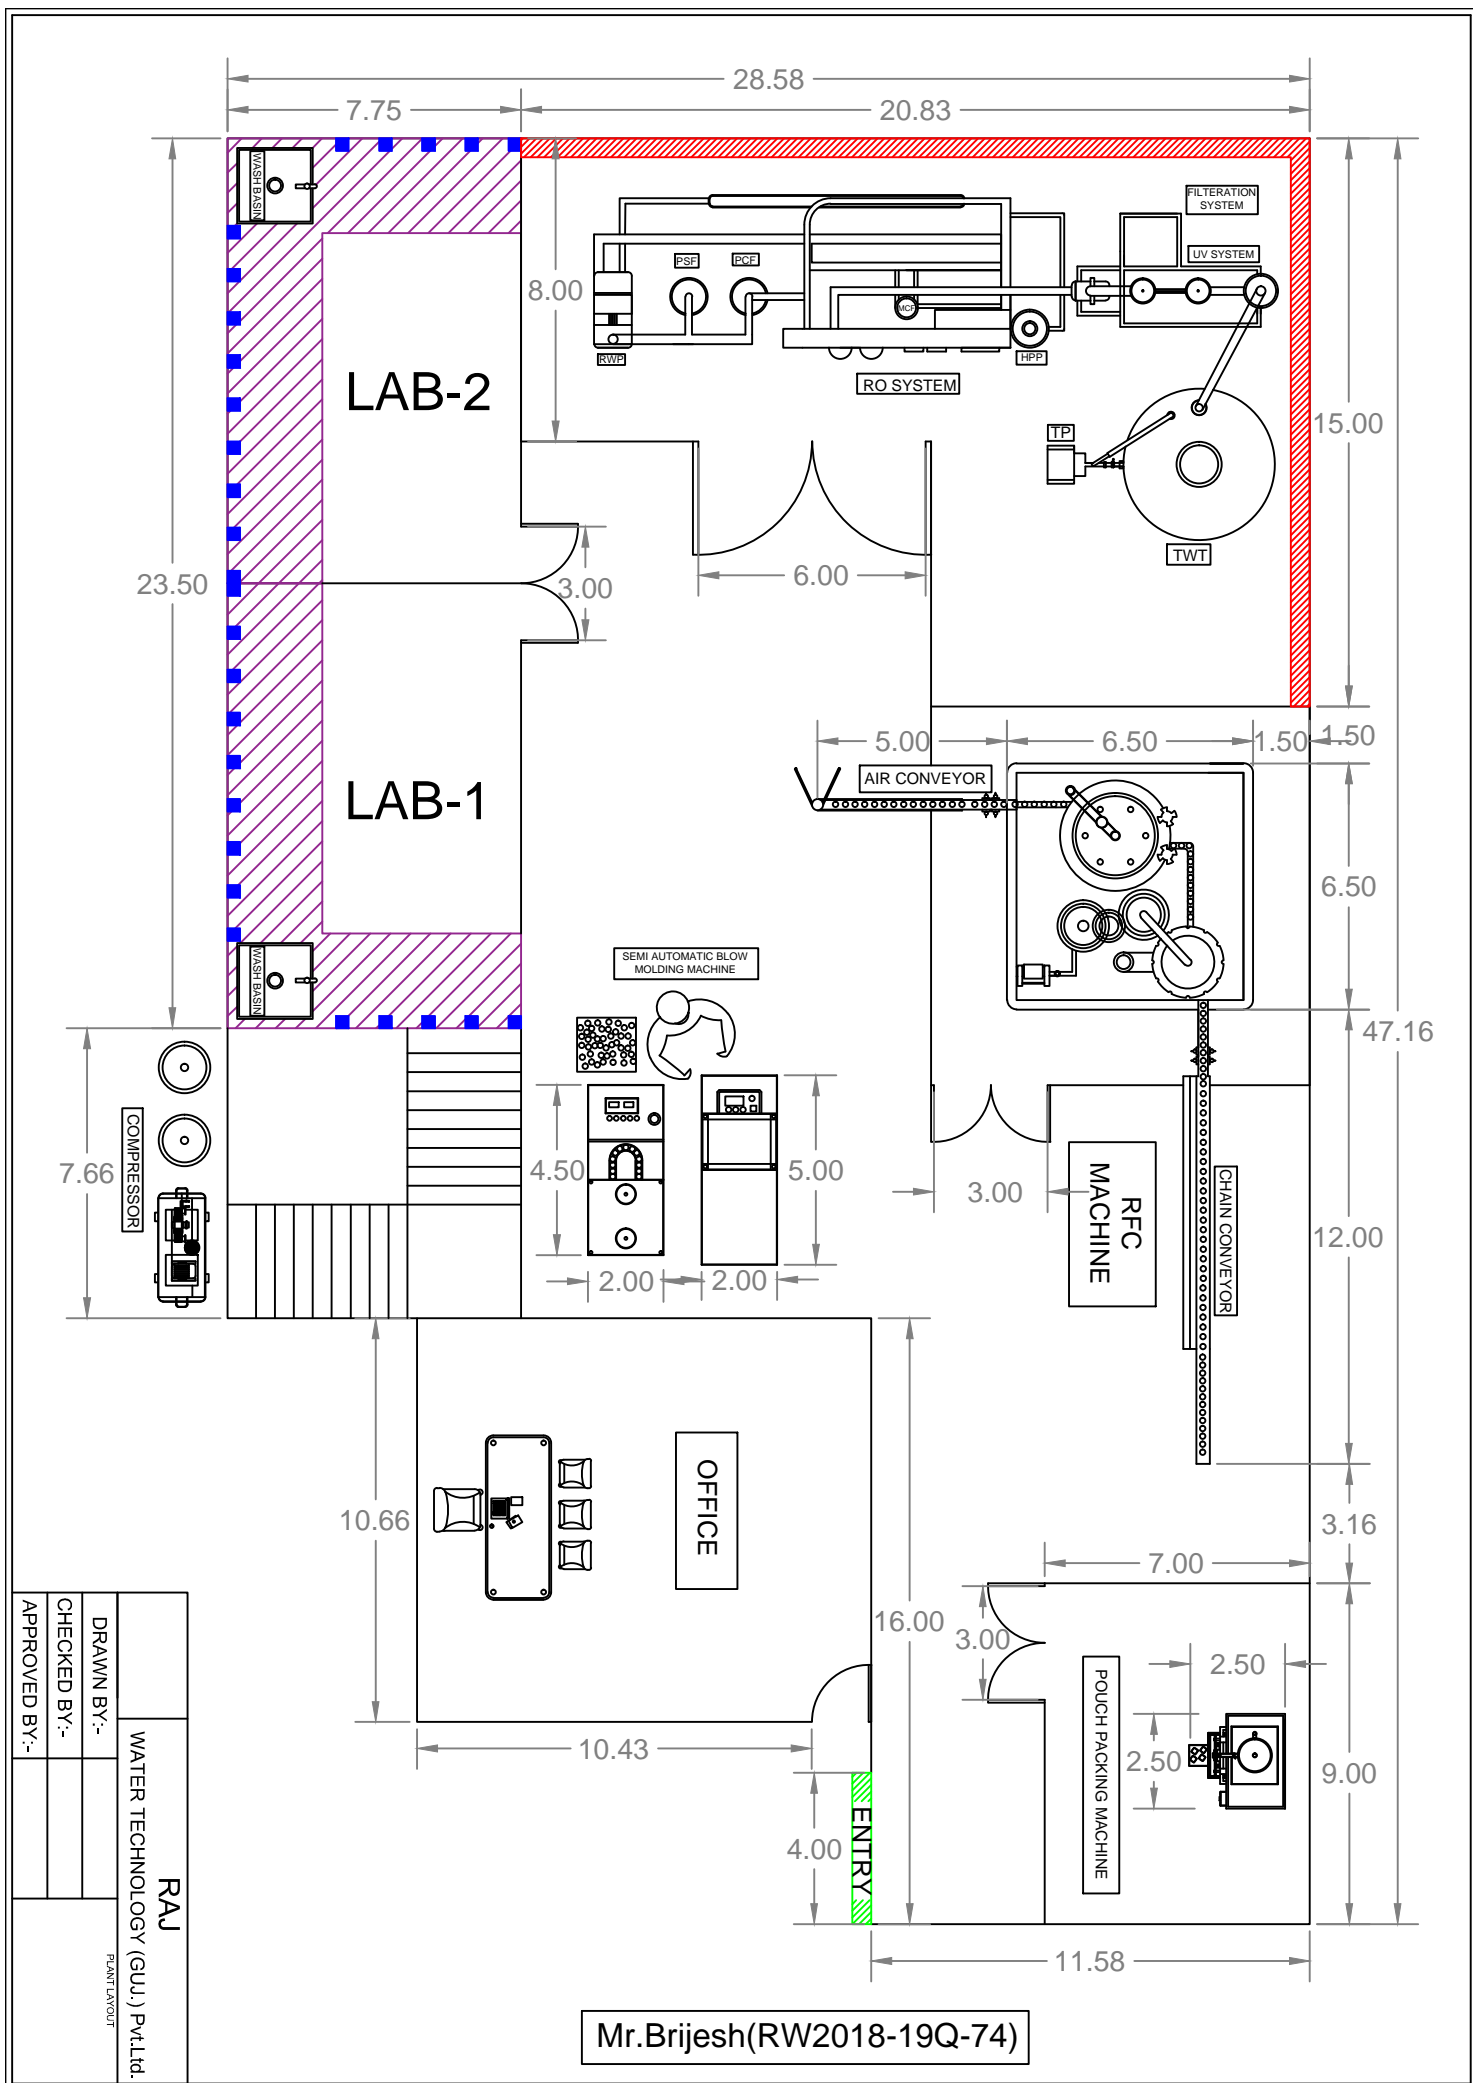 28.58
7.75
20.83
WASH BASIN
FILTERATION
SYSTEM
UV SYSTEM
PSF
PCF
8.00
MCF
RWP
HPP
RO SYSTEM
LAB-2
15.00
TP
TWT
23.50
3.00
6.00
5.00
6.50
1.50
1.50
AIR CONVEYOR
LAB-1
6.50
SEMI AUTOMATIC BLOW
MOLDING MACHINE
WASH BASIN
47.16
COMPRESSOR
7.66
4.50
5.00
3.00
RFC
MACHINE
CHAIN CONVEYOR
12.00
2.00
2.00
OFFICE
10.66
3.16
7.00
16.00
3.00
2.50
POUCH PACKING MACHINE
2.50
9.00
10.43
4.00
ENTRY
11.58
RAJ
WATER TECHNOLOGY (GUJ.) Pvt.Ltd.
PLANT LAYOUT
DRAWN BY:-
CHECKED BY:-
APPROVED BY:-
Mr.Brijesh(RW2018-19Q-74)